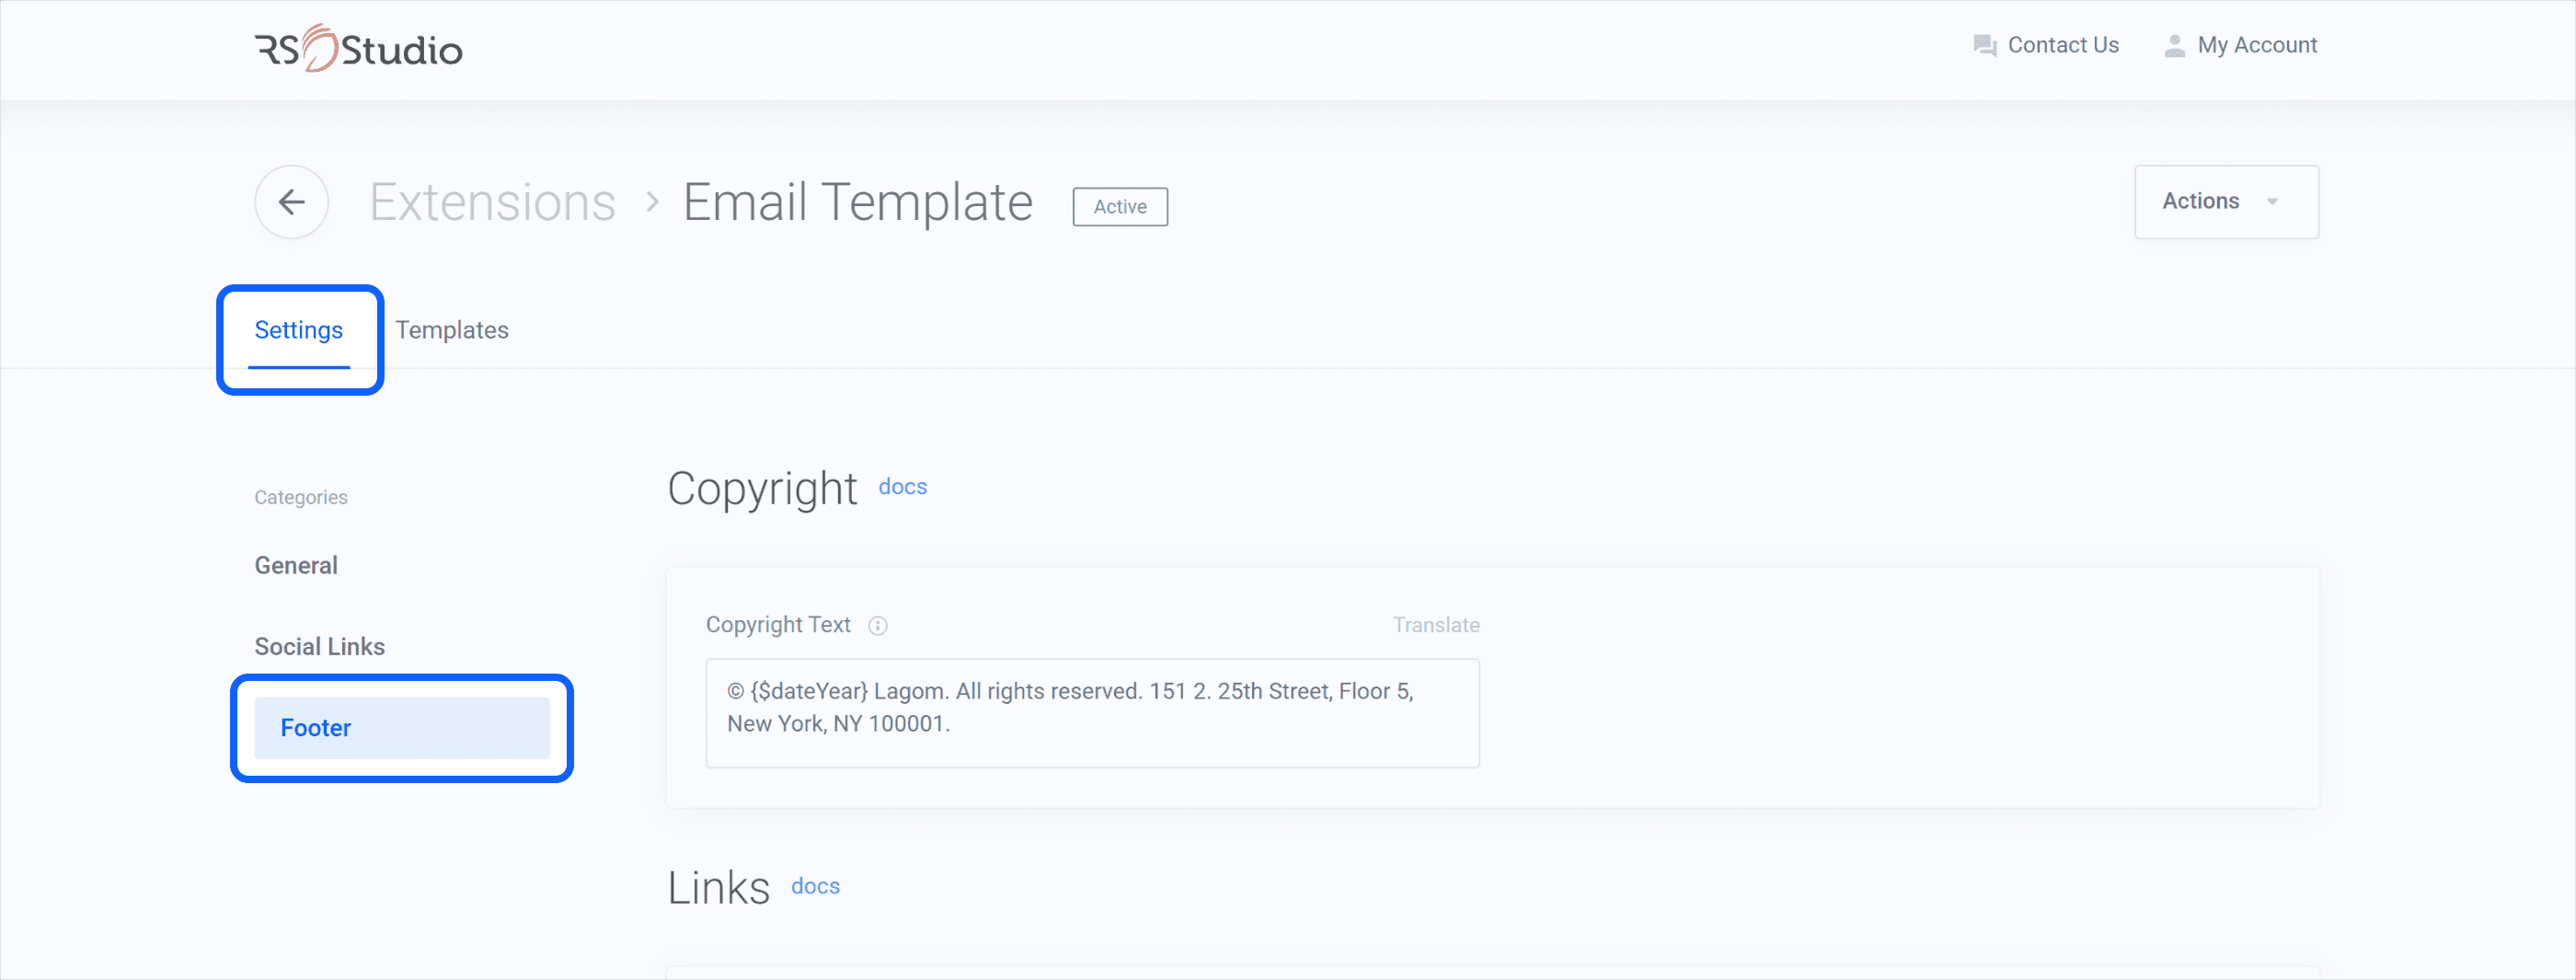 RS Studio
Contact Us
My Account
Extensions > Email Template
Active
Actions
Settings
Templates
Categories
General
Social Links
Footer
Copyright docs
Copyright Text
Translate
© {$dateYear} Lagom. All rights reserved. 151 2. 25th Street, Floor 5,
New York, NY 100001.
Links docs